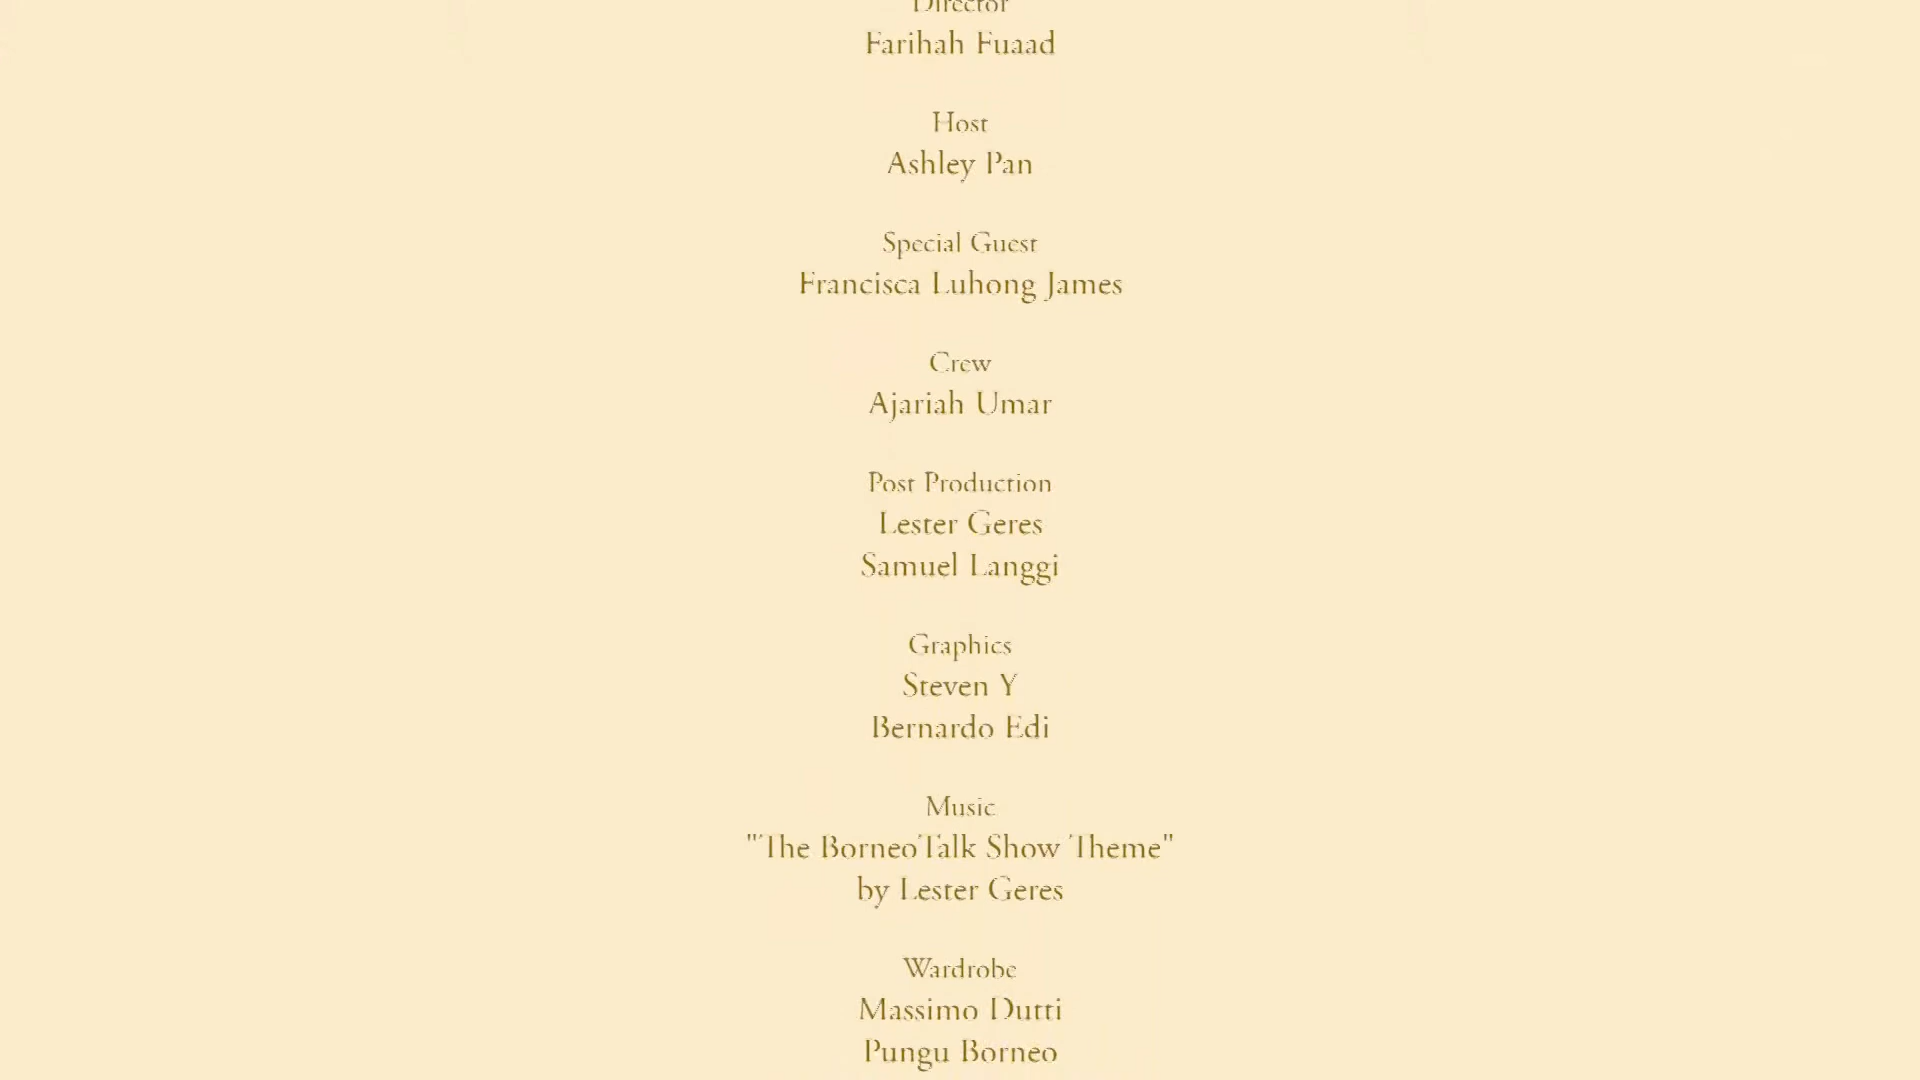 Director
Farihah Fuaad
Host
Ashley Pan
Special Guest
Francisca Luhong James
Crew
Ajariah Umar
Post Production
Lester Geres
Samuel Langgi
Graphics
Steven Y
Bernardo Edi
Music
"The BorneoTalk Show Theme"
by Lester Geres
Wardrobe
Massimo Dutti
Pungu Borneo